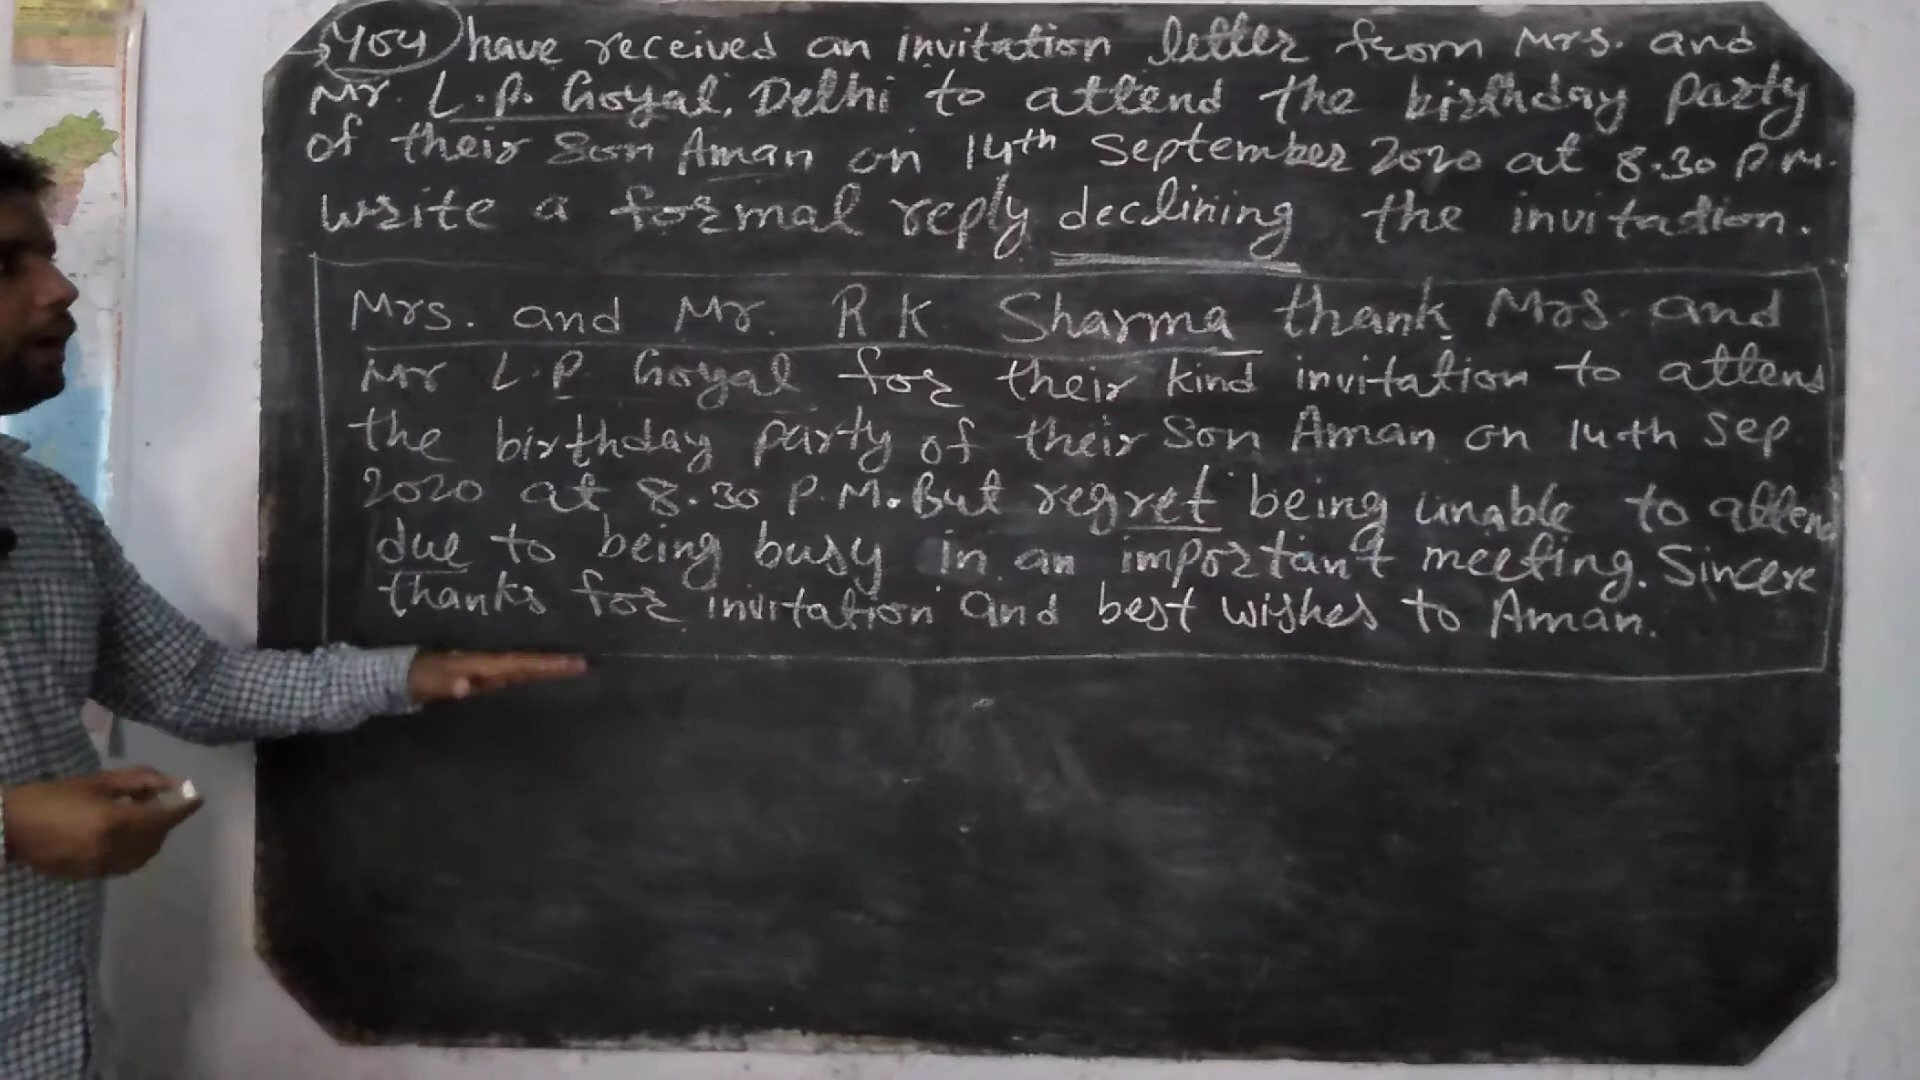 You have received an invitation letter from Mrs. and
Mr. L.P. Goyal, Delhi to attend the birthday party
of their Son Aman on 14th September 2020 at 8.30 P.M.
write a formal reply declining the invitation.
Mrs. and Mr. R K Sharma thank Mrs. and
Mr L.P Goyal for their kind invitation to attend
the birthday party of their Son Aman on 14th Sep
2020 at 8.30 P.M. But regret being unable to attend
due to being busy in an important meeting. Sincere
thanks for invitation and best wishes to Aman.